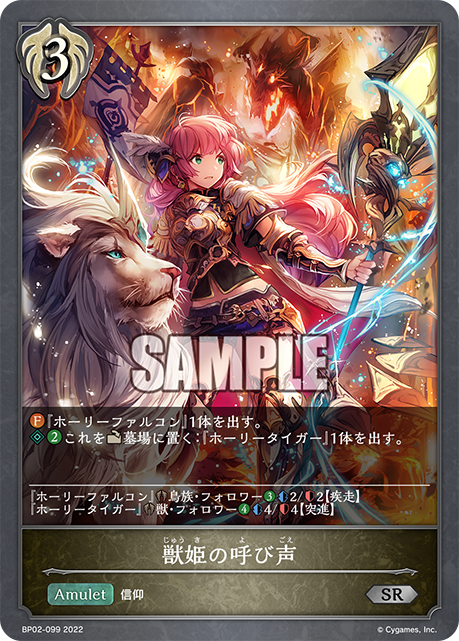 3
SAMPLE
F『ホーリーファルコン』1体を出す。
2 これを墓場に置く:『ホーリータイガー』1体を出す。
『ホーリーファルコン』鳥族・フォロワー3 2/2【疾走】
『ホーリータイガー』獣・フォロワー4 4/4【突進】
じゅうき よ ごえ
獣姫の呼び声
Amulet 信仰 SR
BP02-099 2022 © Cygames, Inc.